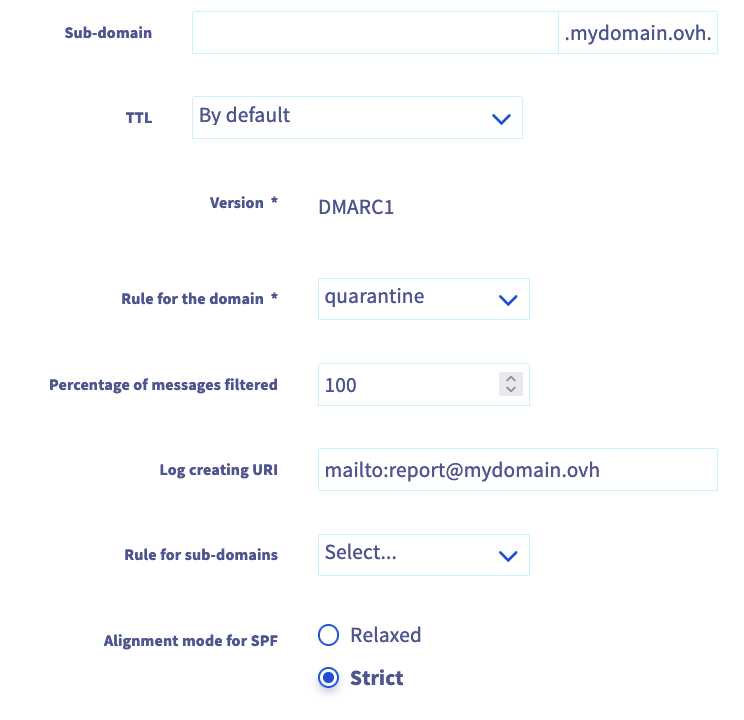 Sub-domain .mydomain.ovh.
TTL By default
Version * DMARC1
Rule for the domain * quarantine
Percentage of messages filtered 100
Log creating URI mailto:report@mydomain.ovh
Rule for sub-domains Select...
Alignment mode for SPF Relaxed
Strict